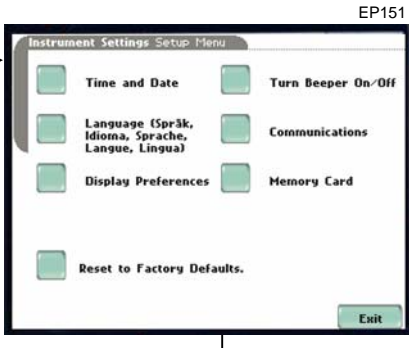 EP151
Instrument Settings Setup Menu
Time and Date
Turn Beeper On/Off
Language (Språk,
Idioma, Sprache,
Langue, Lingua)
Communications
Display Preferences
Memory Card
Reset to Factory Defaults.
Exit